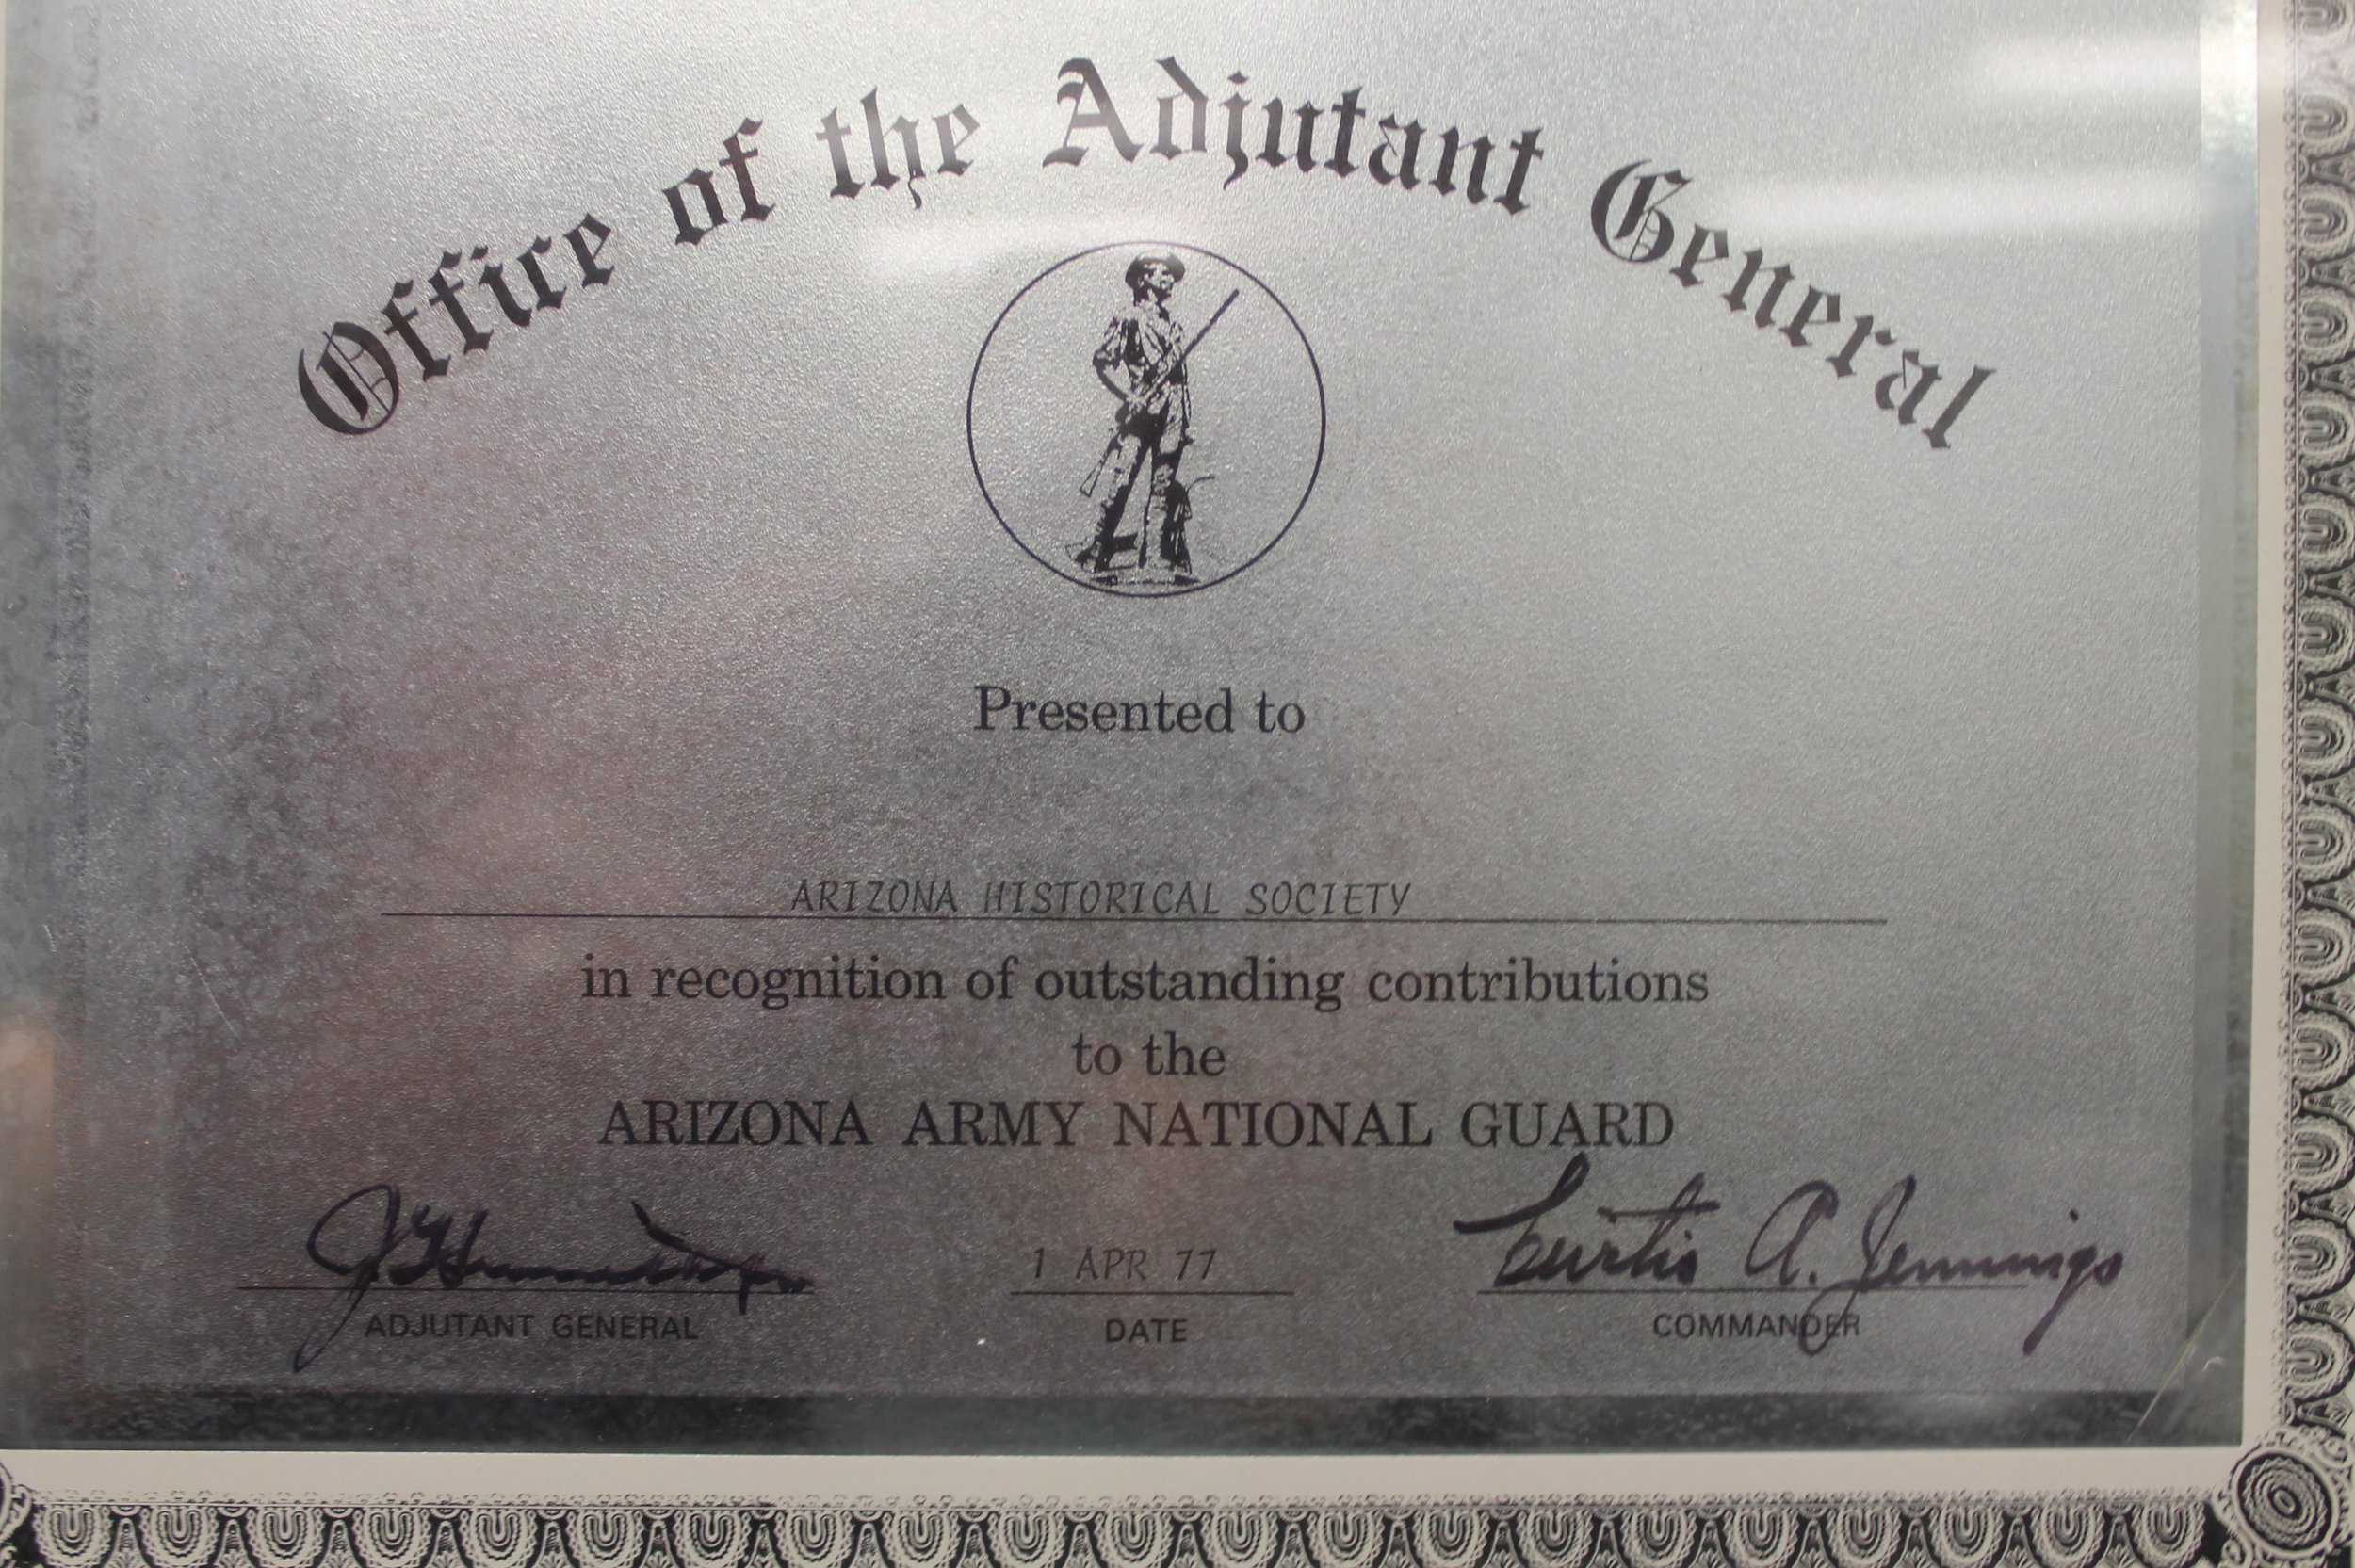 Office of the Adjutant General
Presented to
ARIZONA HISTORICAL SOCIETY
in recognition of outstanding contributions
to the
ARIZONA ARMY NATIONAL GUARD
1 APR 77
Curtis A. Jennings
ADJUTANT GENERAL
DATE
COMMANDER